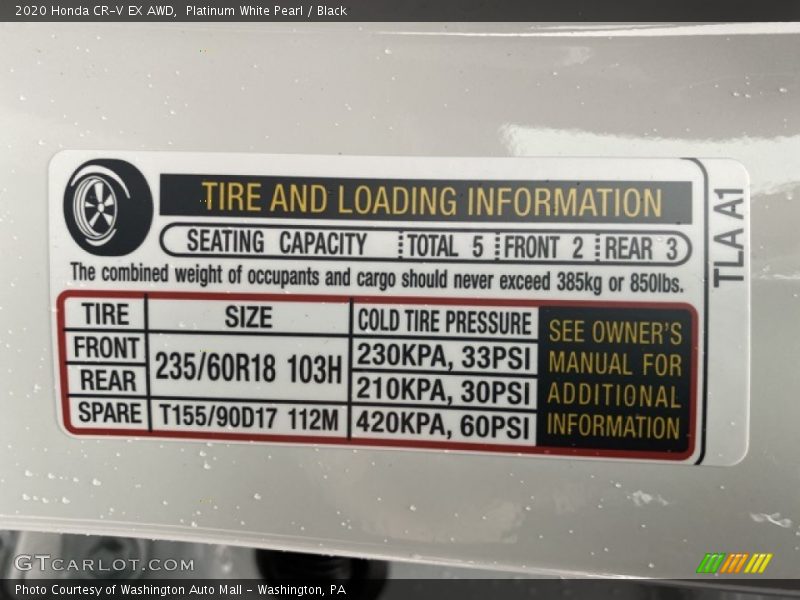 2020 Honda CR-V EX AWD, Platinum White Pearl / Black
TIRE AND LOADING INFORMATION
SEATING CAPACITY TOTAL 5 FRONT 2 REAR 3
The combined weight of occupants and cargo should never exceed 385kg or 850lbs.
TLA A1
TIRE SIZE COLD TIRE PRESSURE
FRONT 235/60R18 103H 230KPA, 33PSI
REAR 210KPA, 30PSI
SPARE T155/90D17 112M 420KPA, 60PSI
SEE OWNER'S
MANUAL FOR
ADDITIONAL
INFORMATION
GTCARLOT.COM
Photo Courtesy of Washington Auto Mall - Washington, PA